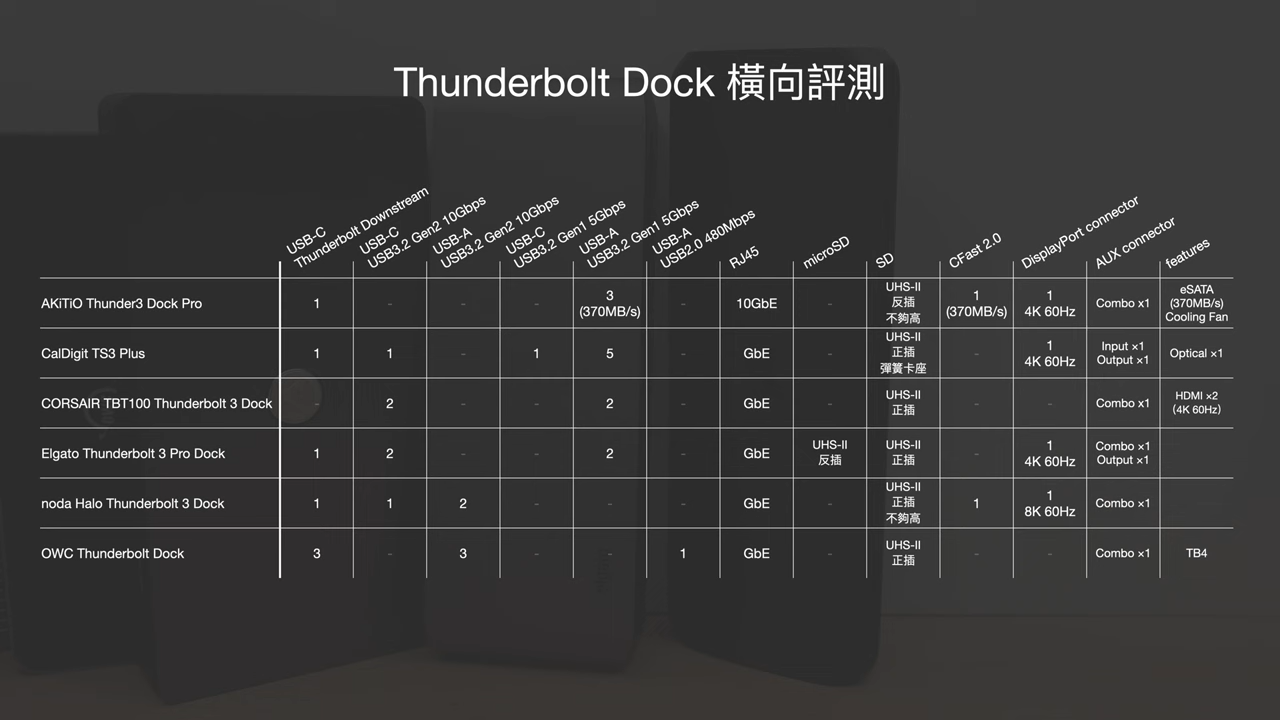 Thunderbolt Dock 橫向評測
USB-C
Thunderbolt Downstream
USB-C
USB3.2 Gen2 10Gbps
USB-A
USB3.2 Gen2 10Gbps
USB-C
USB3.2 Gen1 5Gbps
USB-A
USB3.2 Gen1 5Gbps
USB-A
USB2.0 480Mbps
RJ45
microSD
SD
CFast 2.0
DisplayPort connector
AUX connector
features
AKiTiO Thunder3 Dock Pro
1
-
-
-
3
(370MB/s)
-
10GbE
-
UHS-II
反插
不夠高
1
(370MB/s)
1
4K 60Hz
Combo x1
eSATA
(370MB/s)
Cooling Fan
CalDigit TS3 Plus
1
1
-
1
5
-
GbE
-
UHS-II
正插
彈簧卡座
-
1
4K 60Hz
Input ×1
Output ×1
Optical ×1
CORSAIR TBT100 Thunderbolt 3 Dock
-
2
-
-
2
-
GbE
-
UHS-II
正插
-
-
Combo ×1
HDMI ×2
(4K 60Hz)
Elgato Thunderbolt 3 Pro Dock
1
2
-
-
2
-
GbE
UHS-II
反插
UHS-II
正插
-
1
4K 60Hz
Combo ×1
Output ×1
noda Halo Thunderbolt 3 Dock
1
1
2
-
-
-
GbE
-
UHS-II
正插
不夠高
1
1
8K 60Hz
Combo ×1
OWC Thunderbolt Dock
3
-
3
-
-
1
GbE
-
UHS-II
正插
-
-
Combo ×1
TB4